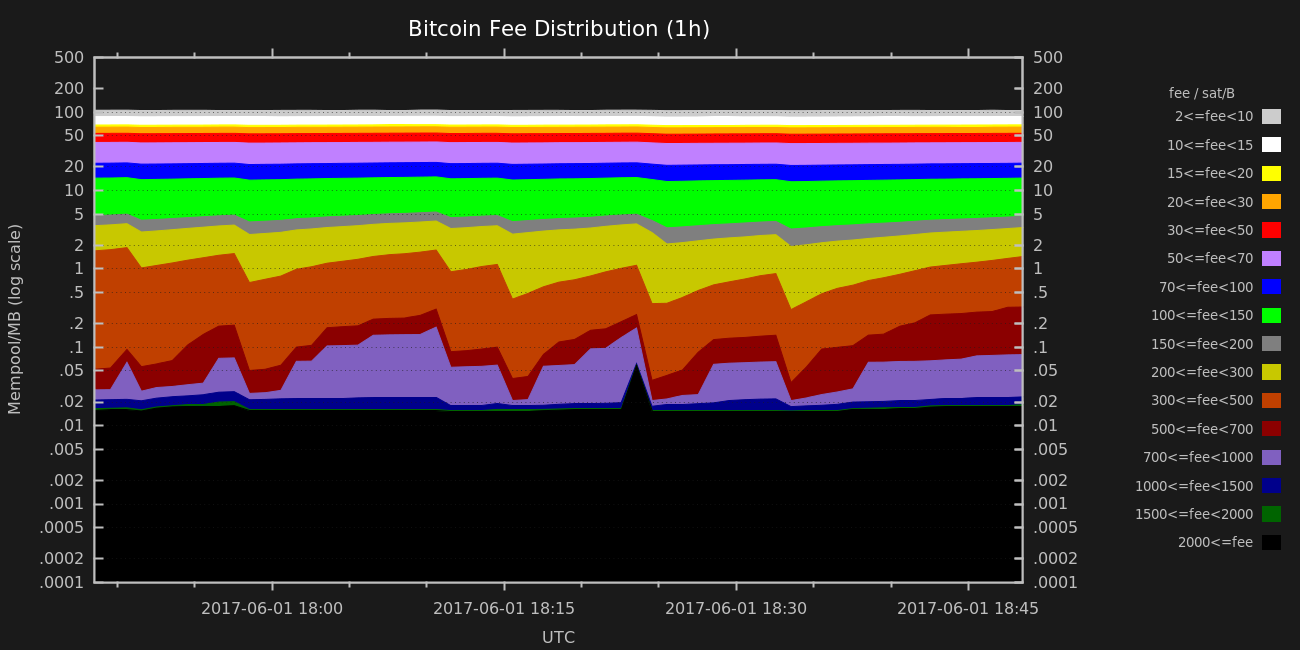 Bitcoin Fee Distribution (1h)
500
200
100
50
20
10
5
2
1
.5
.2
.1
.05
.02
.01
.005
.002
.001
.0005
.0002
.0001
Mempool/MB (log scale)
500
200
100
50
20
10
5
2
1
.5
.2
.1
.05
.02
.01
.005
.002
.001
.0005
.0002
.0001
2017-06-01 18:00
2017-06-01 18:15
2017-06-01 18:30
2017-06-01 18:45
UTC
fee / sat/B
2<=fee<10
10<=fee<15
15<=fee<20
20<=fee<30
30<=fee<50
50<=fee<70
70<=fee<100
100<=fee<150
150<=fee<200
200<=fee<300
300<=fee<500
500<=fee<700
700<=fee<1000
1000<=fee<1500
1500<=fee<2000
2000<=fee